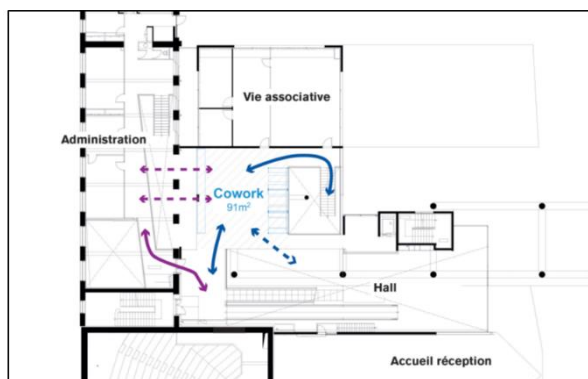 Vie associative
Administration
Cowork
91m²
Hall
Accueil réception